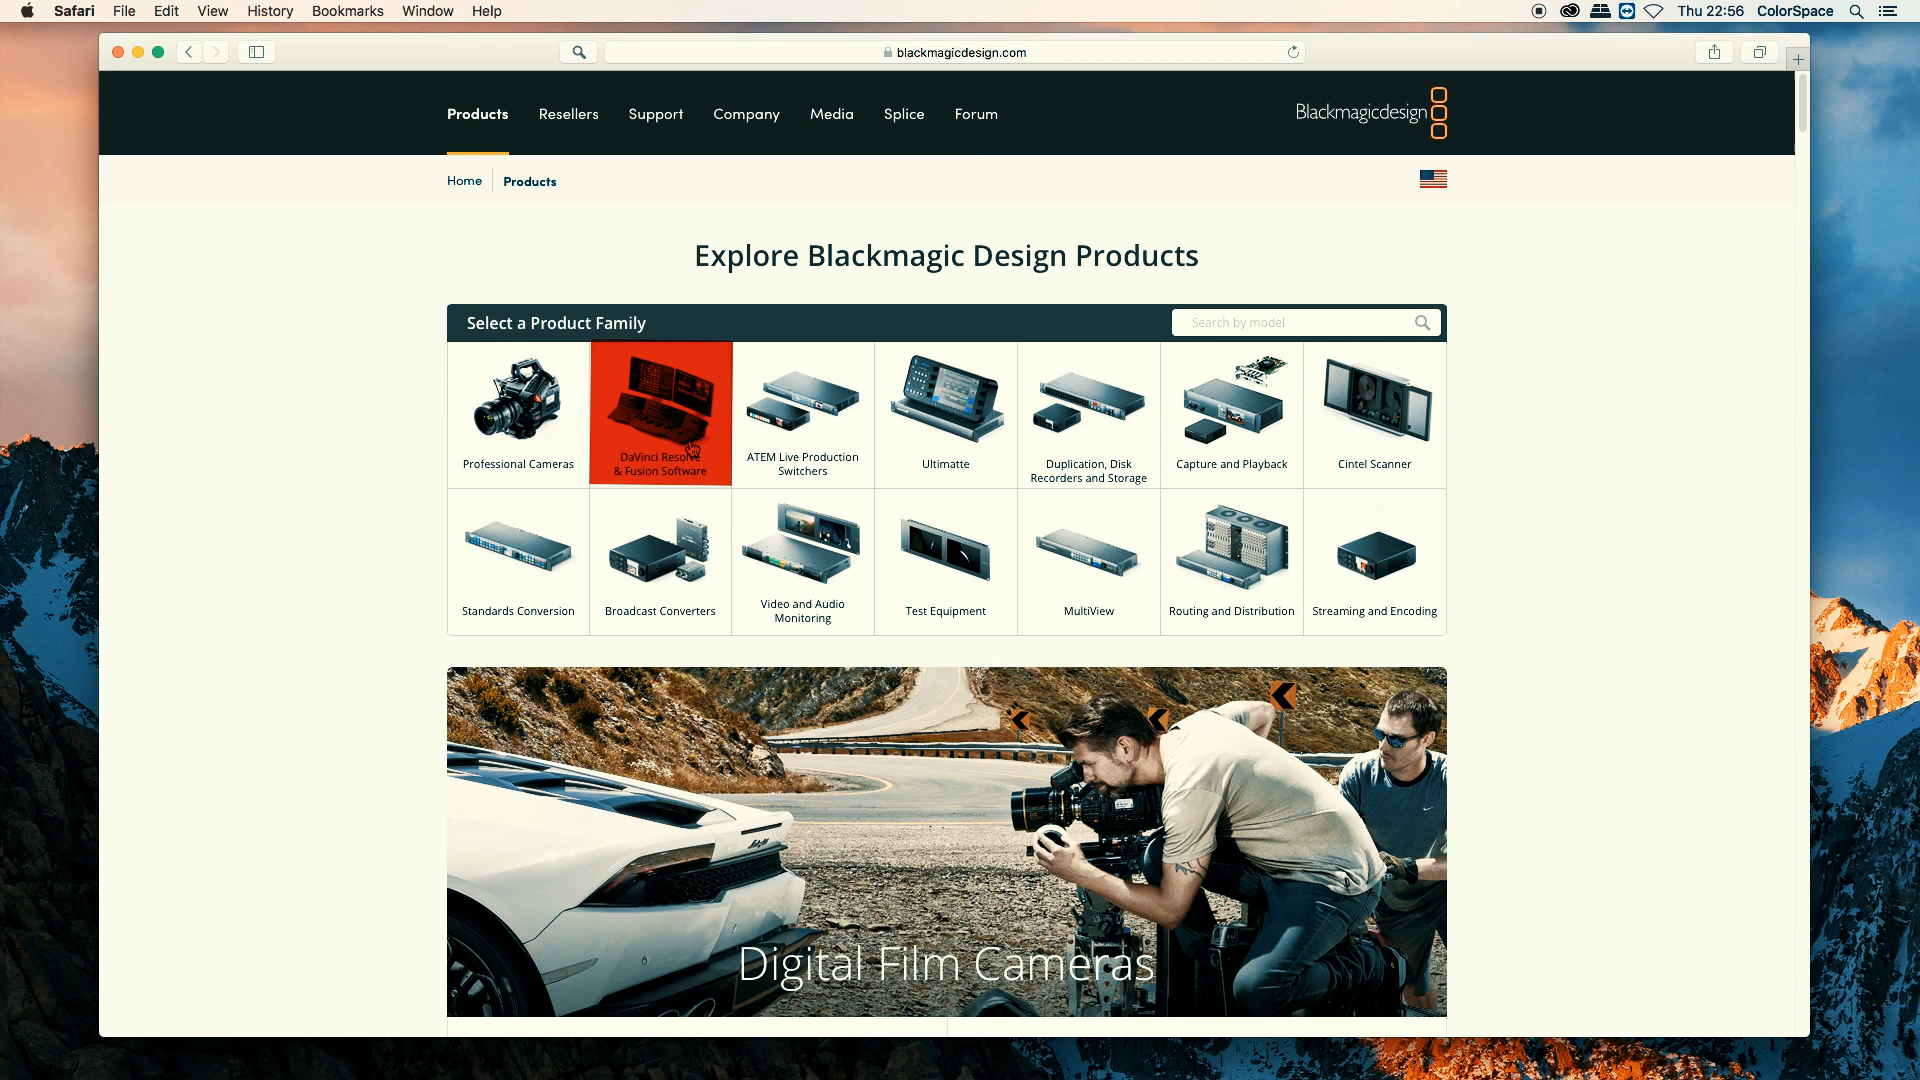 Safari File Edit View History Bookmarks Window Help Thu 22:56 ColorSpace
blackmagicdesign.com
Products Resellers Support Company Media Splice Forum Blackmagicdesign
Home Products
Explore Blackmagic Design Products
Select a Product Family Search by model
Professional Cameras
DaVinci Resolve
& Fusion Software
ATEM Live Production
Switchers
Ultimatte
Duplication, Disk
Recorders and Storage
Capture and Playback
Cintel Scanner
Standards Conversion
Broadcast Converters
Video and Audio
Monitoring
Test Equipment
MultiView
Routing and Distribution
Streaming and Encoding
Digital Film Cameras